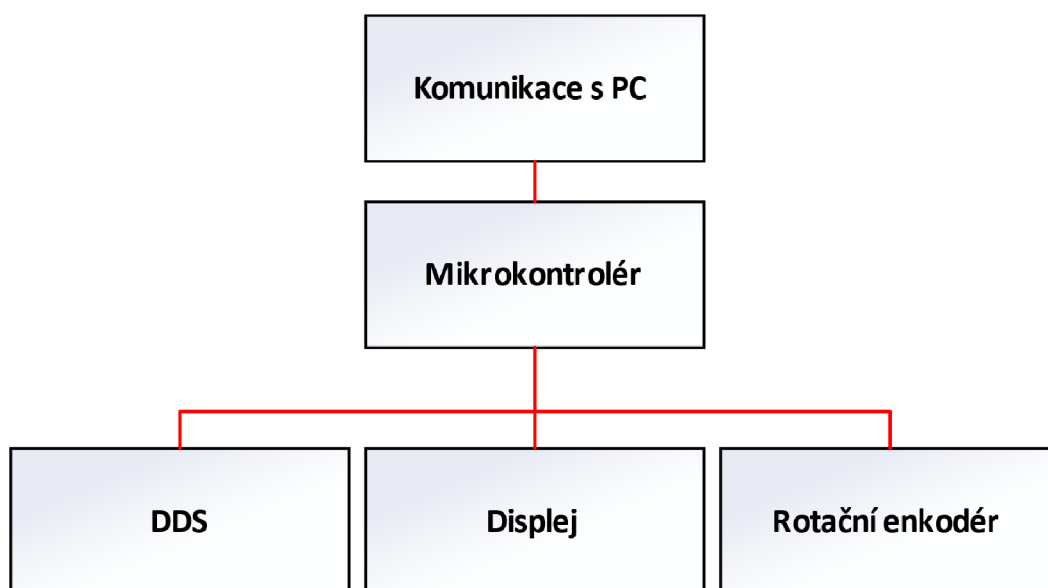 Komunikace s PC
Mikrokontrolér
DDS
Displej
Rotační enkodér